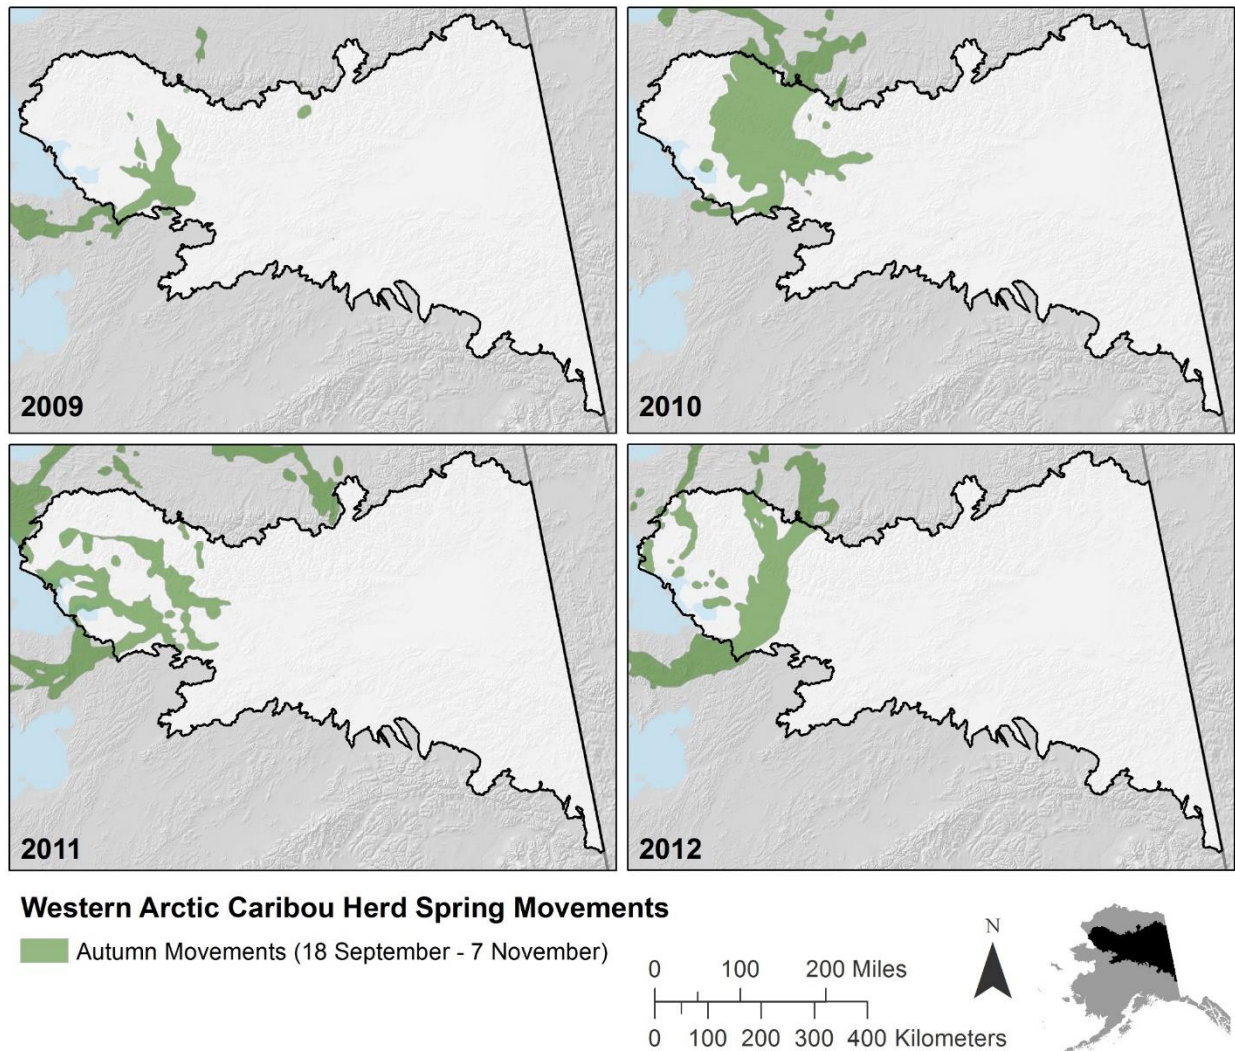 2009
2010
2011
2012
Western Arctic Caribou Herd Spring Movements
Autumn Movements (18 September - 7 November)
N
0 100 200 Miles
0 100 200 300 400 Kilometers